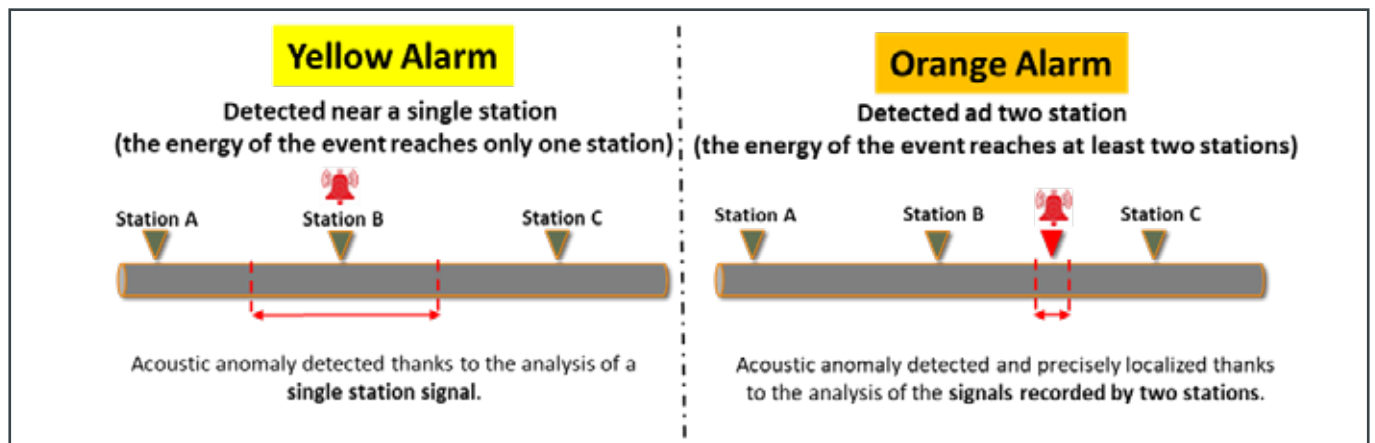 Yellow Alarm
Detected near a single station
(the energy of the event reaches only one station)
Station A
Station B
Station C
Acoustic anomaly detected thanks to the analysis of a
single station signal.
Orange Alarm
Detected ad two station
(the energy of the event reaches at least two stations)
Station A
Station B
Station C
Acoustic anomaly detected and precisely localized thanks
to the analysis of the signals recorded by two stations.